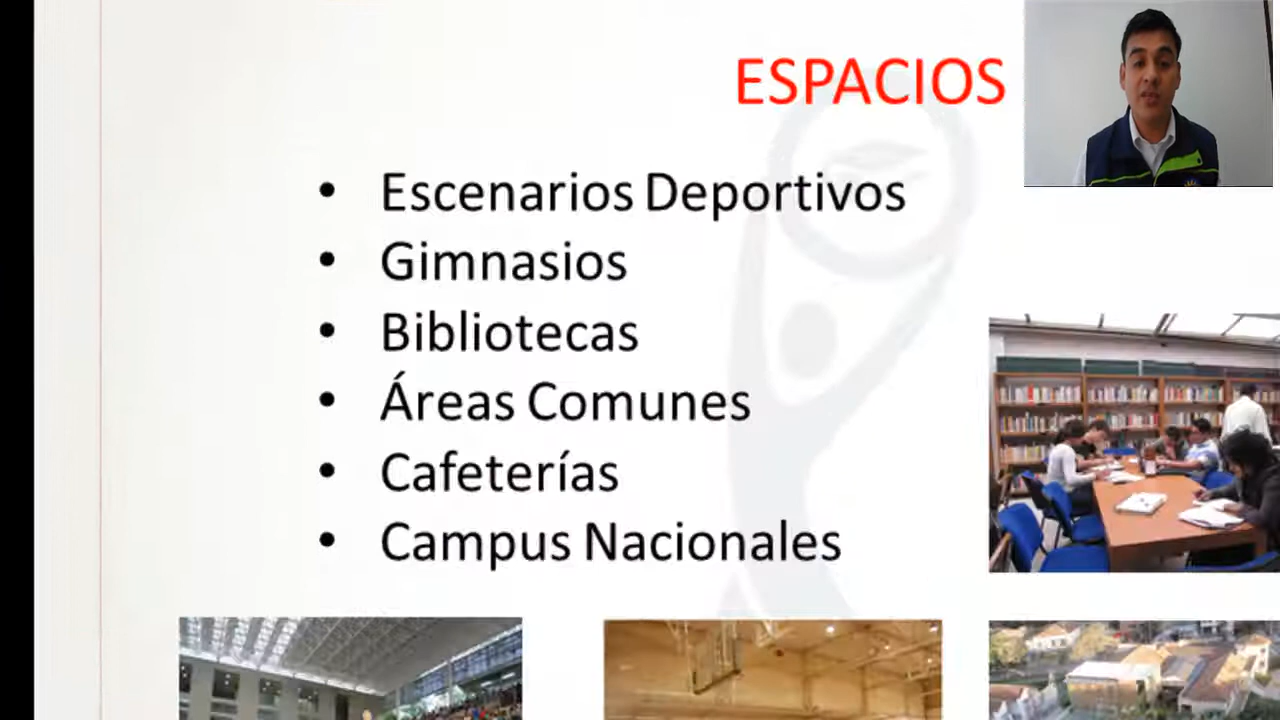 ESPACIOS
• Escenarios Deportivos
• Gimnasios
• Bibliotecas
• Áreas Comunes
• Cafeterías
• Campus Nacionales